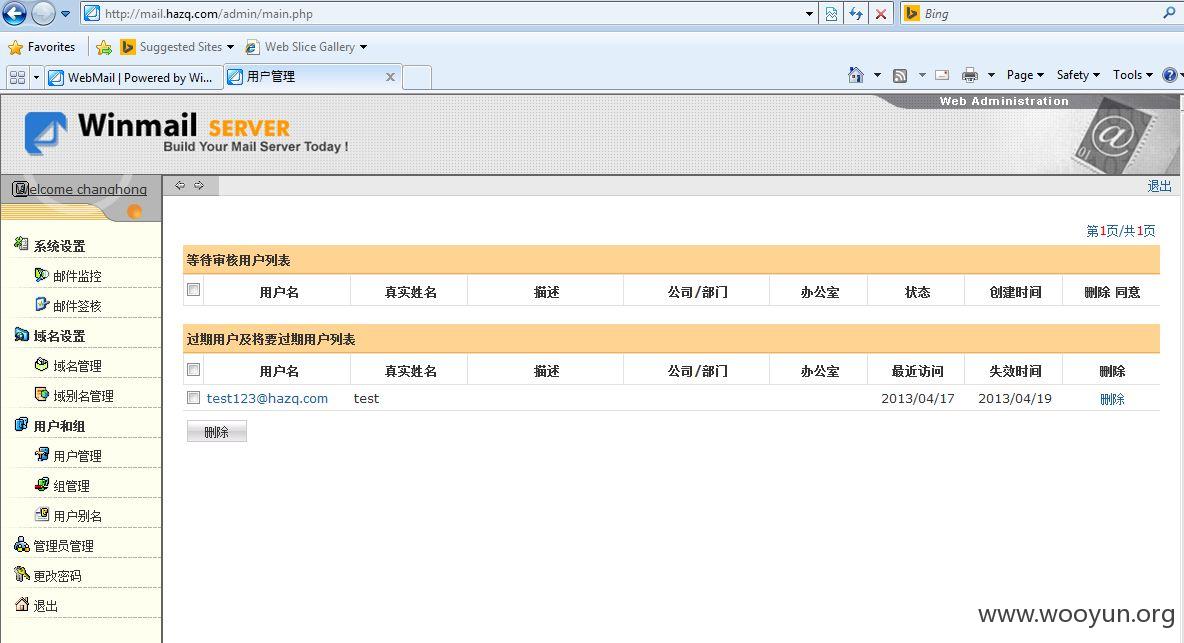 http://mail.hazq.com/admin/main.php
Bing
Favorites
Suggested Sites
Web Slice Gallery
WebMail | Powered by Wi...
用户管理
Page
Safety
Tools
Web Administration
Winmail SERVER
Build Your Mail Server Today !
Welcome changhong
退出
系统设置
邮件监控
邮件签核
域名设置
域名管理
域别名管理
用户和组
用户管理
组管理
用户别名
管理员管理
更改密码
退出
第1页/共1页
等待审核用户列表
用户名 真实姓名 描述 公司/部门 办公室 状态 创建时间 删除 同意
过期用户及将要过期用户列表
用户名 真实姓名 描述 公司/部门 办公室 最近访问 失效时间 删除
test123@hazq.com test 2013/04/17 2013/04/19 删除
删除
www.wooyun.org